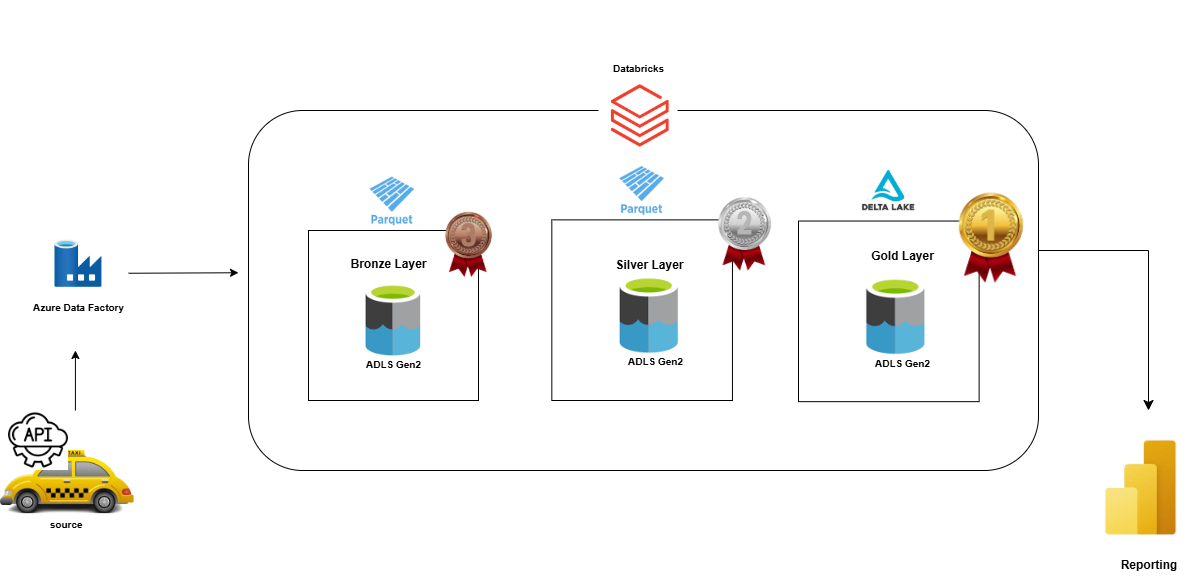 Databricks
Parquet
Parquet
DELTA LAKE
3
2
1
Bronze Layer
Silver Layer
Gold Layer
ADLS Gen2
ADLS Gen2
ADLS Gen2
Azure Data Factory
API
TAXI
source
Reporting